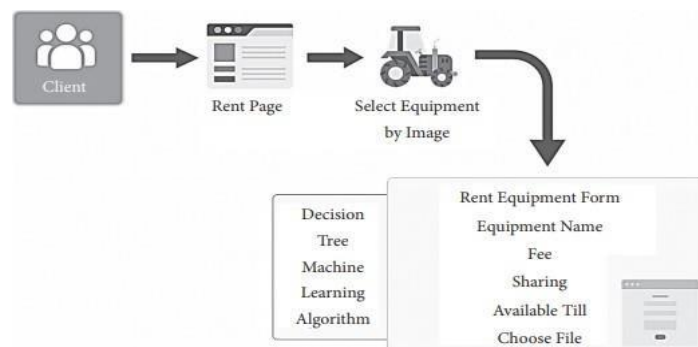 Client
Rent Page
Select Equipment
by Image
Decision
Tree
Machine
Learning
Algorithm
Rent Equipment Form
Equipment Name
Fee
Sharing
Available Till
Choose File